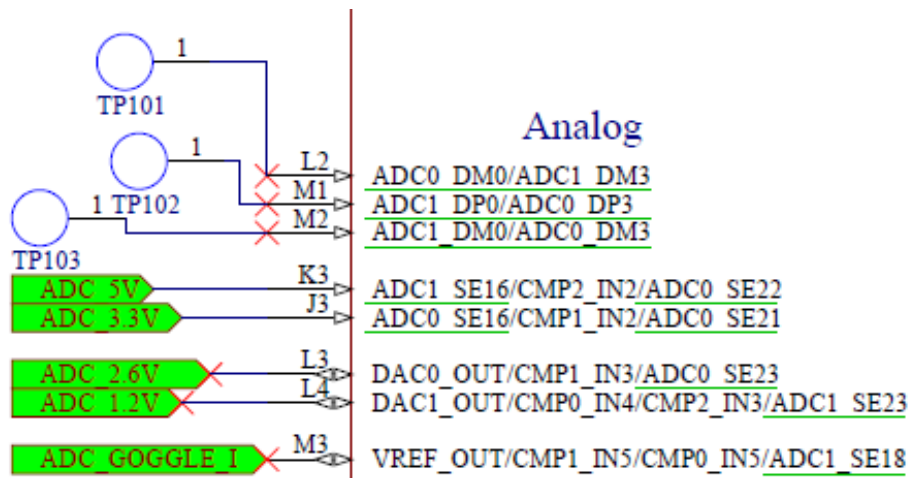 1
TP101
Analog
1
L2
ADC0_DM0/ADC1_DM3
M1
ADC1_DP0/ADC0_DP3
1 TP102
M2
ADC1_DM0/ADC0_DM3
TP103
ADC_5V
K3
ADC1_SE16/CMP2_IN2/ADC0_SE22
ADC_3.3V
J3
ADC0_SE16/CMP1_IN2/ADC0_SE21
ADC_2.6V
L3
DAC0_OUT/CMP1_IN3/ADC0_SE23
ADC_1.2V
L4
DAC1_OUT/CMP0_IN4/CMP2_IN3/ADC1_SE23
ADC_GOGGLE_I
M3
VREF_OUT/CMP1_IN5/CMP0_IN5/ADC1_SE18